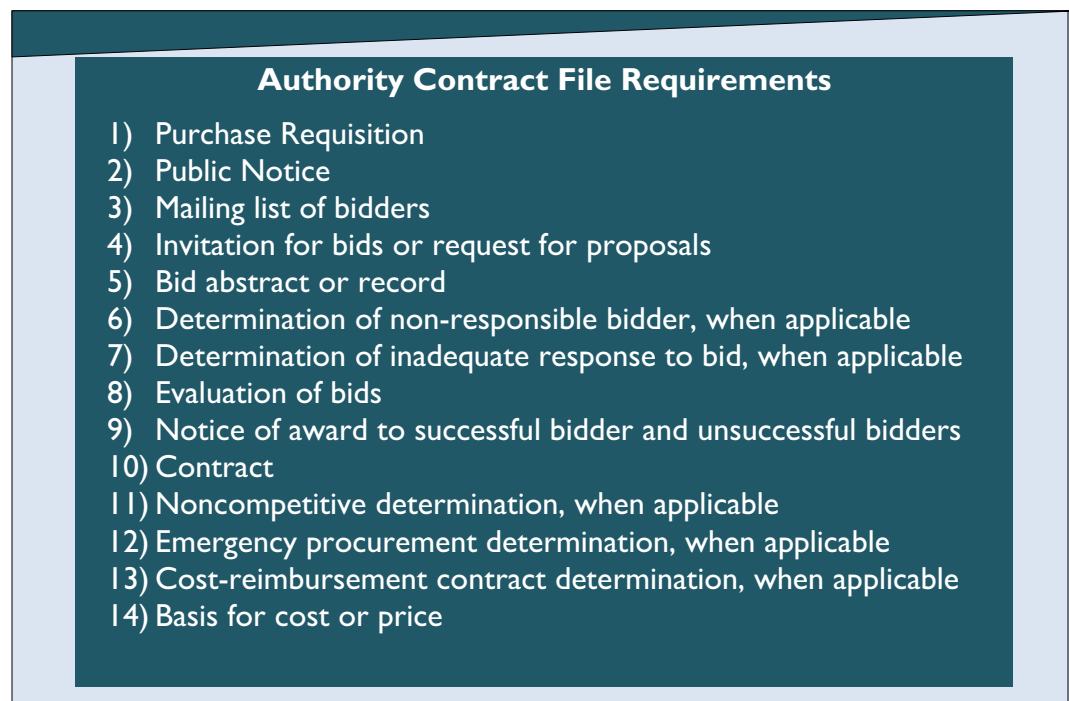 Authority Contract File Requirements
1) Purchase Requisition
2) Public Notice
3) Mailing list of bidders
4) Invitation for bids or request for proposals
5) Bid abstract or record
6) Determination of non-responsible bidder, when applicable
7) Determination of inadequate response to bid, when applicable
8) Evaluation of bids
9) Notice of award to successful bidder and unsuccessful bidders
10) Contract
11) Noncompetitive determination, when applicable
12) Emergency procurement determination, when applicable
13) Cost-reimbursement contract determination, when applicable
14) Basis for cost or price